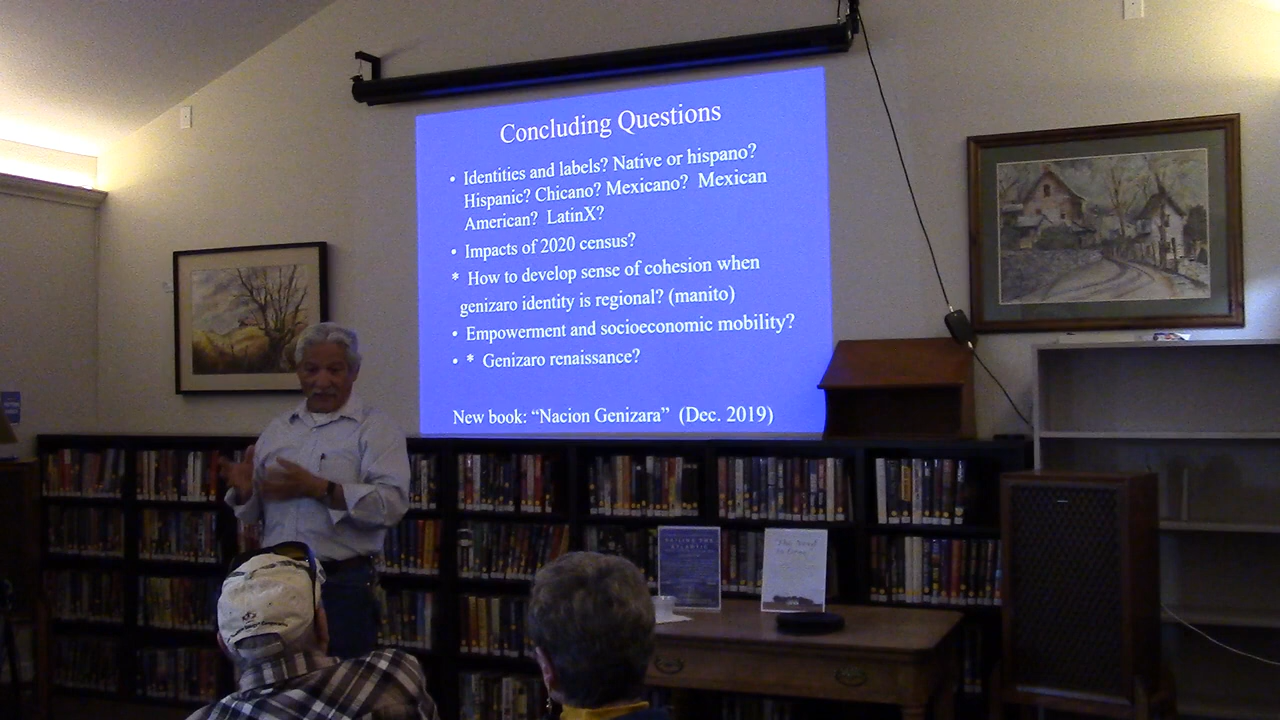 Concluding Questions
• Identities and labels? Native or hispano?
Hispanic? Chicano? Mexicano? Mexican
American? LatinX?
• Impacts of 2020 census?
* How to develop sense of cohesion when
genizaro identity is regional? (manito)
• Empowerment and socioeconomic mobility?
• * Genizaro renaissance?
New book: “Nacion Genizara” (Dec. 2019)
ATLANTIC